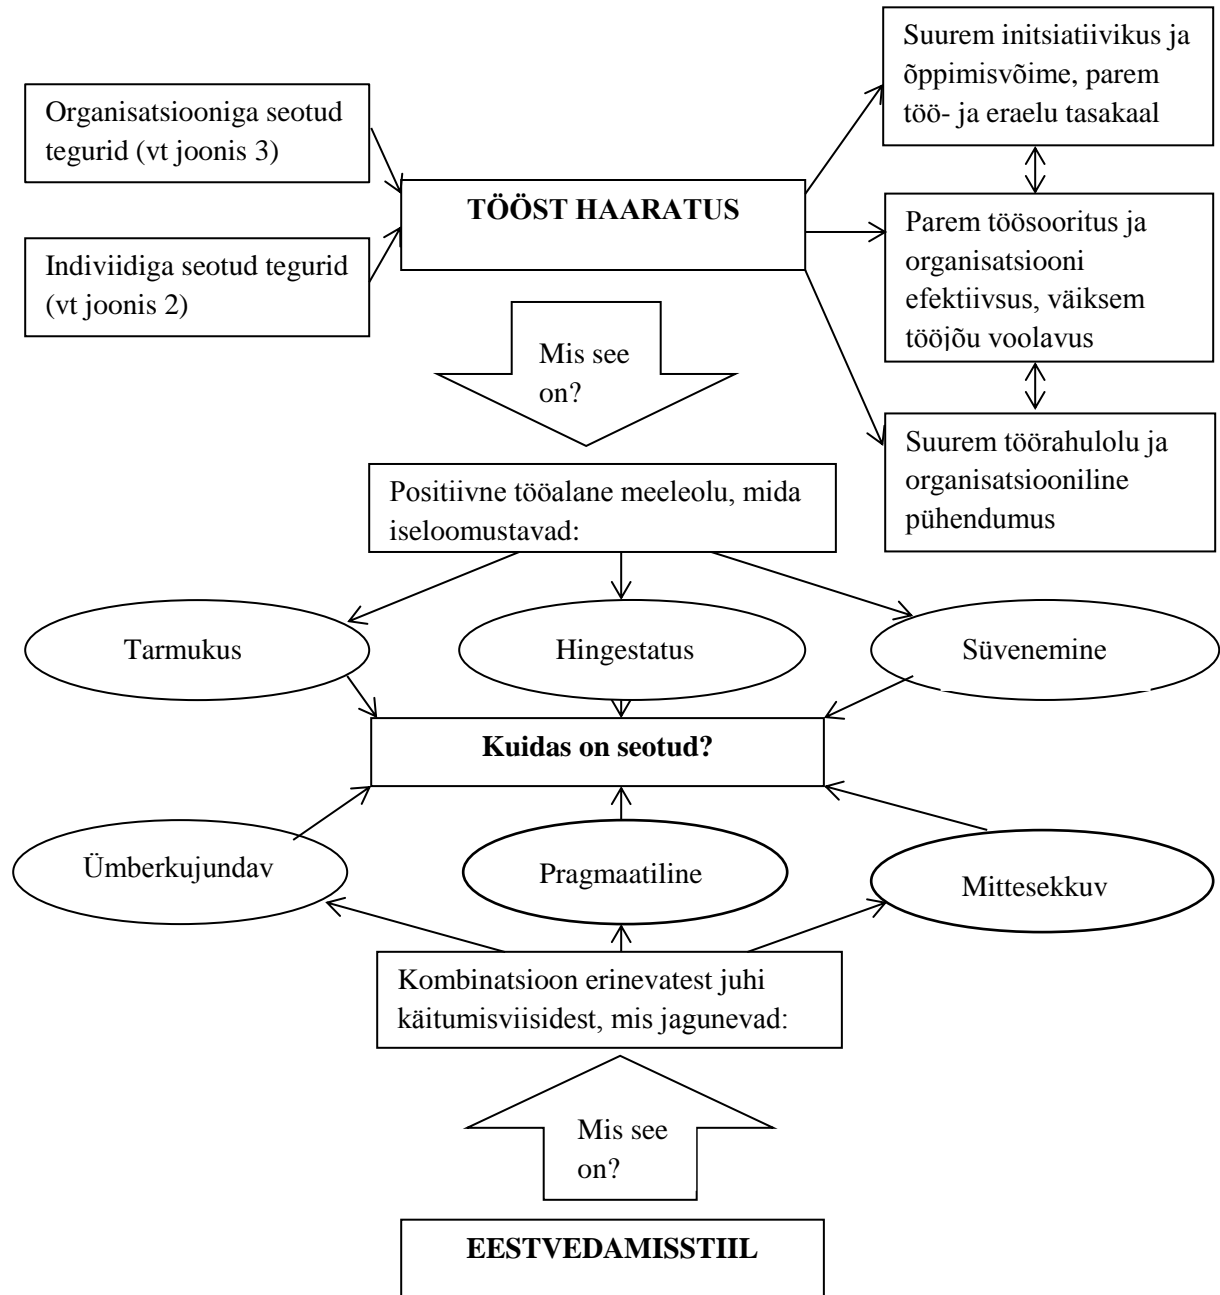 Suurem initsiatiivikus ja
õppimisvõime, parem
töö- ja eraelu tasakaal
Organisatsiooniga seotud
tegurid (vt joonis 3)
TÖÖST HAARATUS
Parem töösooritus ja
organisatsiooni
efektiivsus, väiksem
tööjõu voolavus
Indiviidiga seotud tegurid
(vt joonis 2)
Mis see
on?
Suurem töörahulolu ja
organisatsiooniline
pühendumus
Positiivne tööalane meeleolu, mida
iseloomustavad:
Tarmukus
Hingestatus
Süvenemine
Kuidas on seotud?
Ümberkujundav
Pragmaatiline
Mittesekkuv
Kombinatsioon erinevatest juhi
käitumisviisidest, mis jagunevad:
Mis see
on?
EESTVEDAMISSTIIL